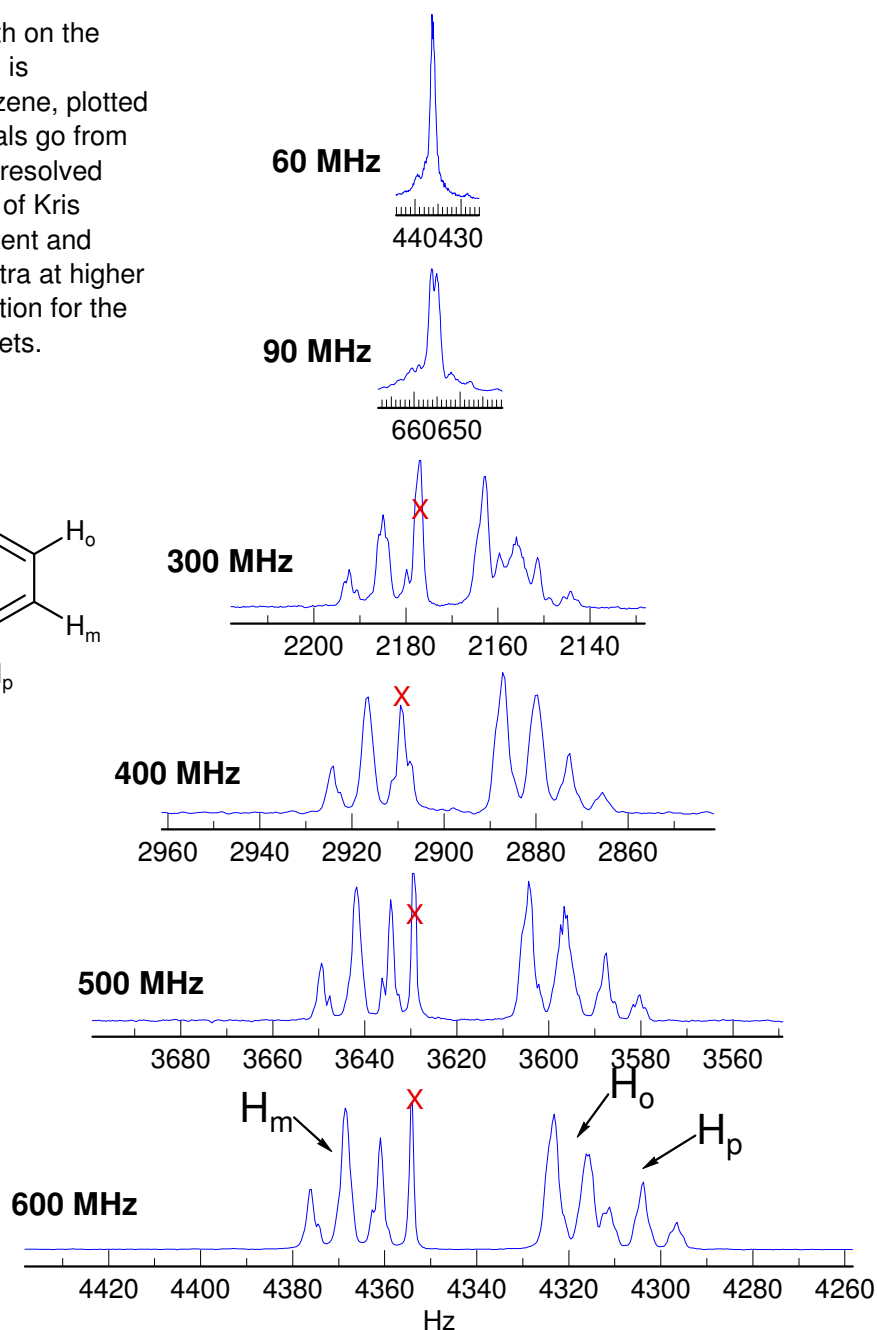 th on the
is
zene, plotted
als go from
resolved
of Kris
tent and
tra at higher
tion for the
ets.
60 MHz
440430
90 MHz
660650
Ho
Hm
p
300 MHz
X
2200 2180 2160 2140
400 MHz
X
2960 2940 2920 2900 2880 2860
500 MHz
X
3680 3660 3640 3620 3600 3580 3560
600 MHz
Hm
X
Ho
Hp
4420 4400 4380 4360 4340 4320 4300 4280 4260
Hz